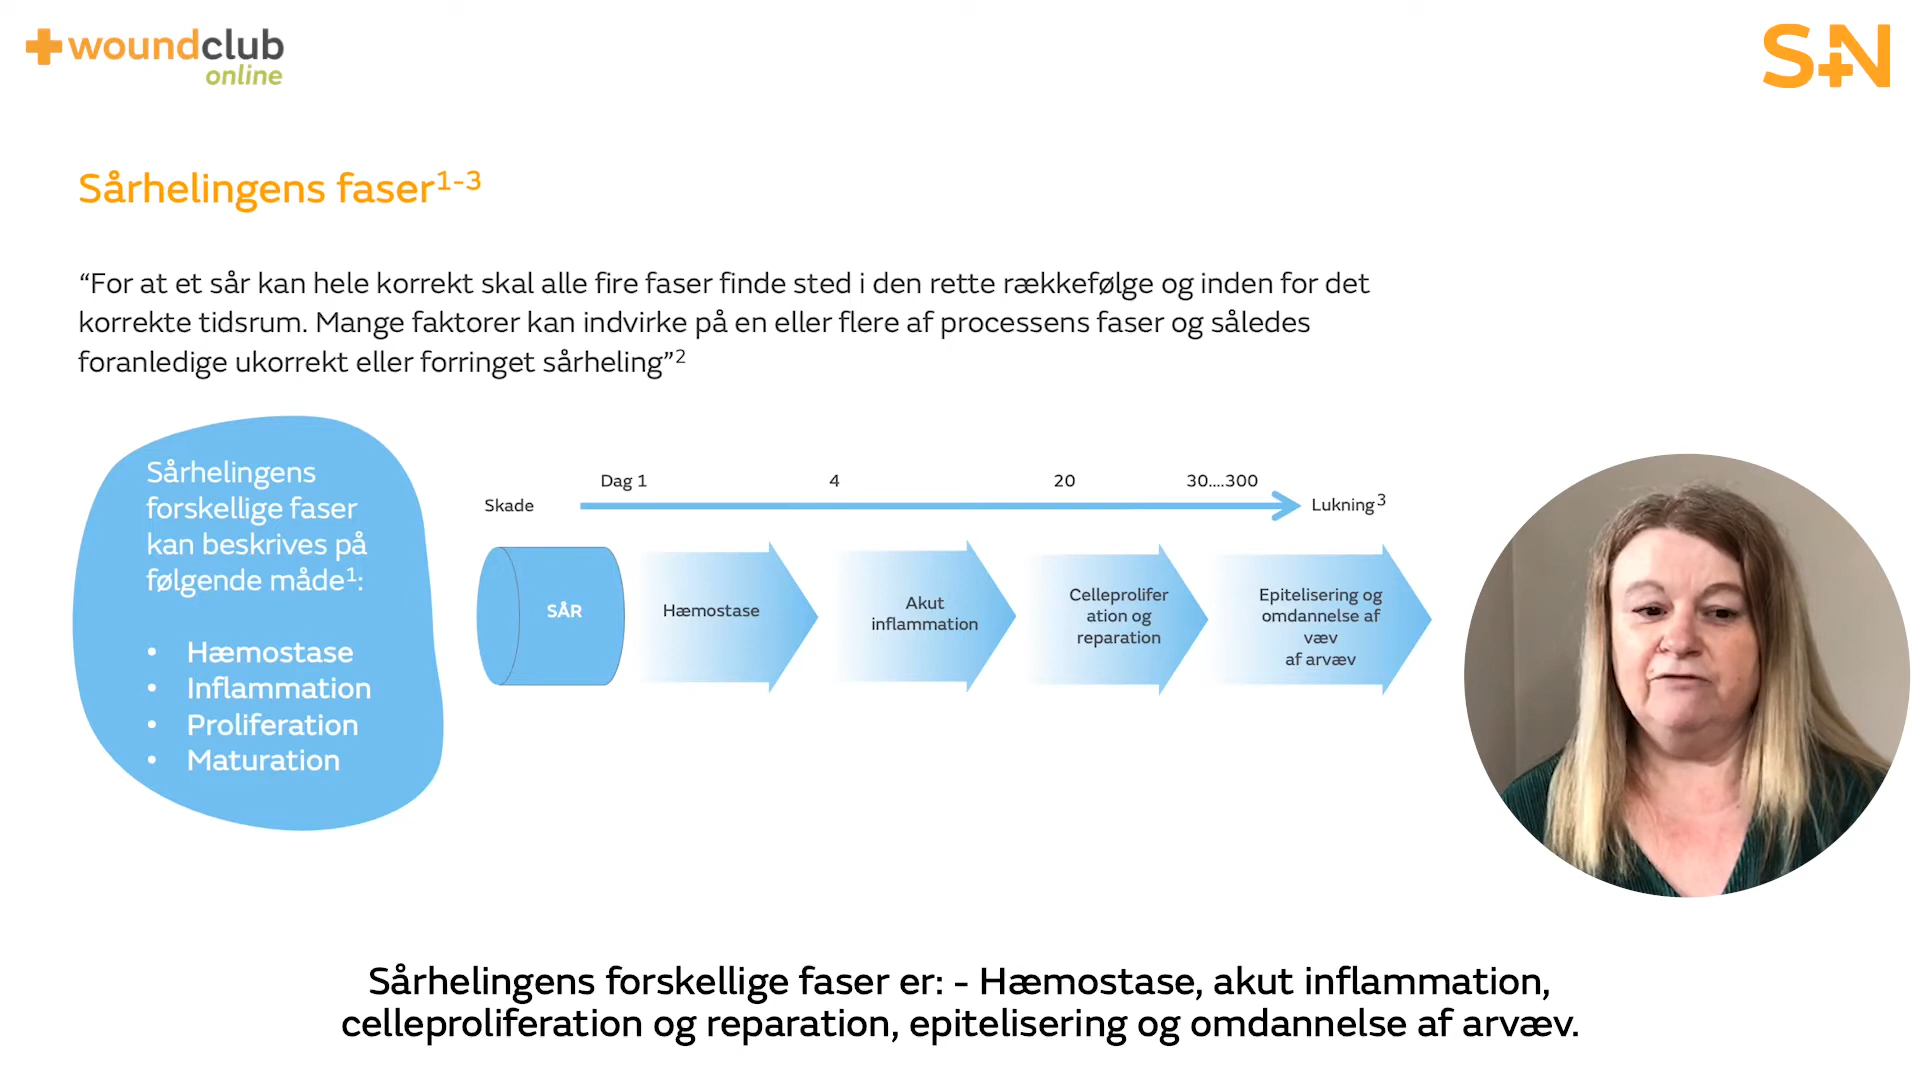 woundclub
online
S+N
Sårhelingens faser1-3
“For at et sår kan hele korrekt skal alle fire faser finde sted i den rette rækkefølge og inden for det
korrekte tidsrum. Mange faktorer kan indvirke på en eller flere af processens faser og således
foranledige ukorrekt eller forringet sårheling”2
Sårhelingens
forskellige faser
kan beskrives på
følgende måde1:
• Hæmostase
• Inflammation
• Proliferation
• Maturation
Dag 1 4 20 30....300
Skade Lukning3
SÅR
Hæmostase
Akut
inflammation
Celleprolifer
ation og
reparation
Epitelisering og
omdannelse af
væv
af arvæv
Sårhelingens forskellige faser er: - Hæmostase, akut inflammation,
celleproliferation og reparation, epitelisering og omdannelse af arvæv.